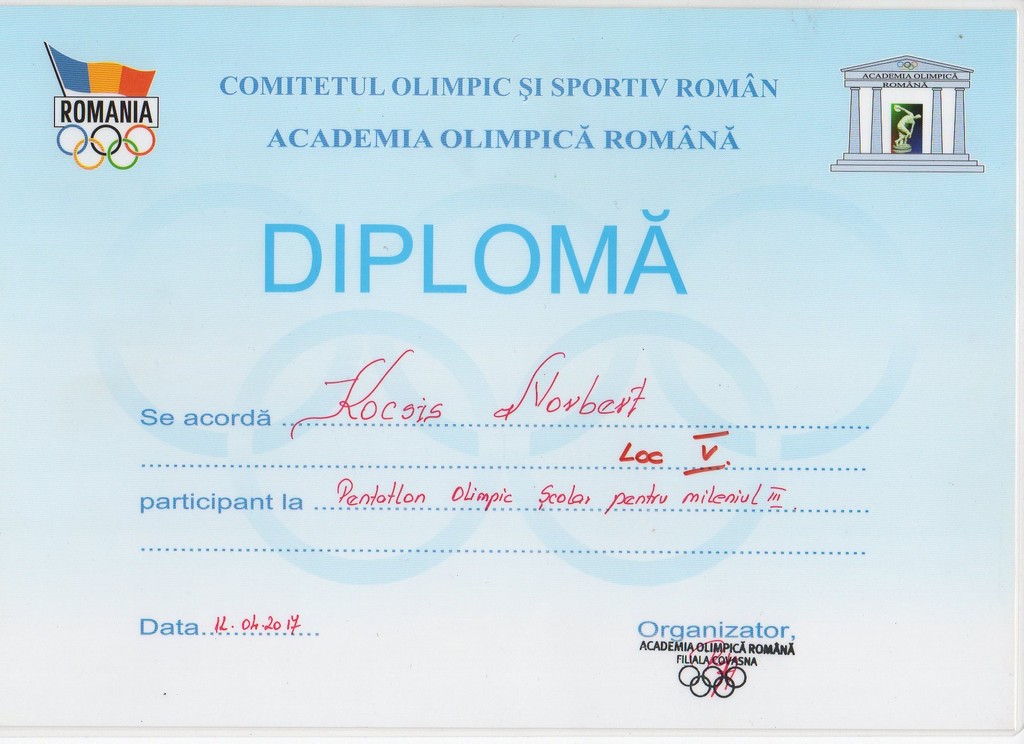 ROMANIA
COMITETUL OLIMPIC ŞI SPORTIV ROMÂN
ACADEMIA OLIMPICĂ ROMÂNĂ
ACADEMIA OLIMPICĂ
ROMÂNĂ
DIPLOMĂ
Se acordă Kocsis Norbert
Loc V.
participant la Pentatlon Olimpic Şcolar pentru mileniul III.
Data 12.04.2017
Organizator,
ACADEMIA OLIMPICĂ ROMÂNĂ
FILIALA COVASNA